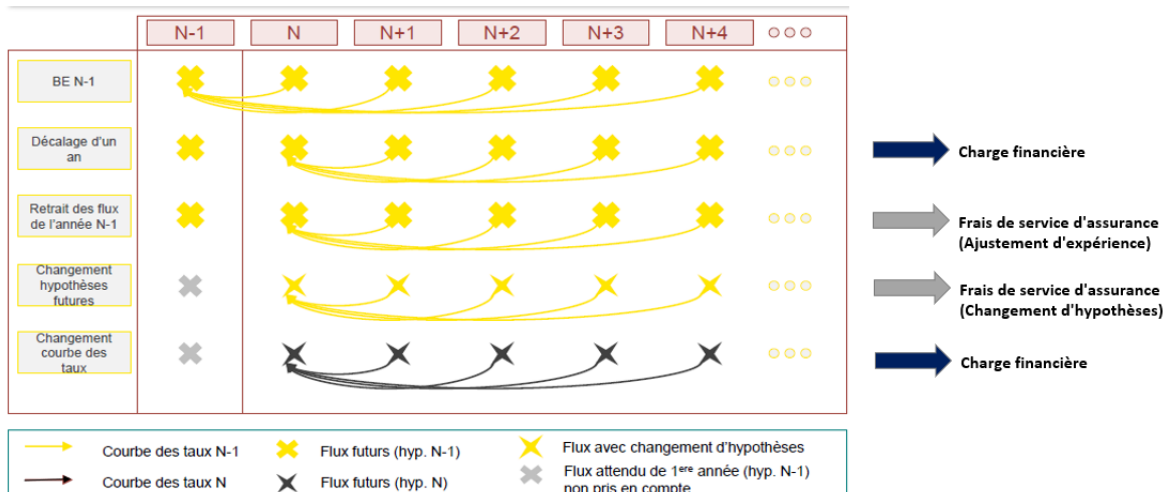 N-1 N N+1 N+2 N+3 N+4
BE N-1
Décalage d'un
an
Charge financière
Retrait des flux
de l'année N-1
Frais de service d'assurance
(Ajustement d'expérience)
Changement
hypothèses
futures
Frais de service d'assurance
(Changement d'hypothèses)
Changement
courbe des
taux
Charge financière
Courbe des taux N-1
Flux futurs (hyp. N-1)
Flux avec changement d'hypothèses
Courbe des taux N
Flux futurs (hyp. N)
Flux attendu de 1ere année (hyp. N-1)
non pris en compte